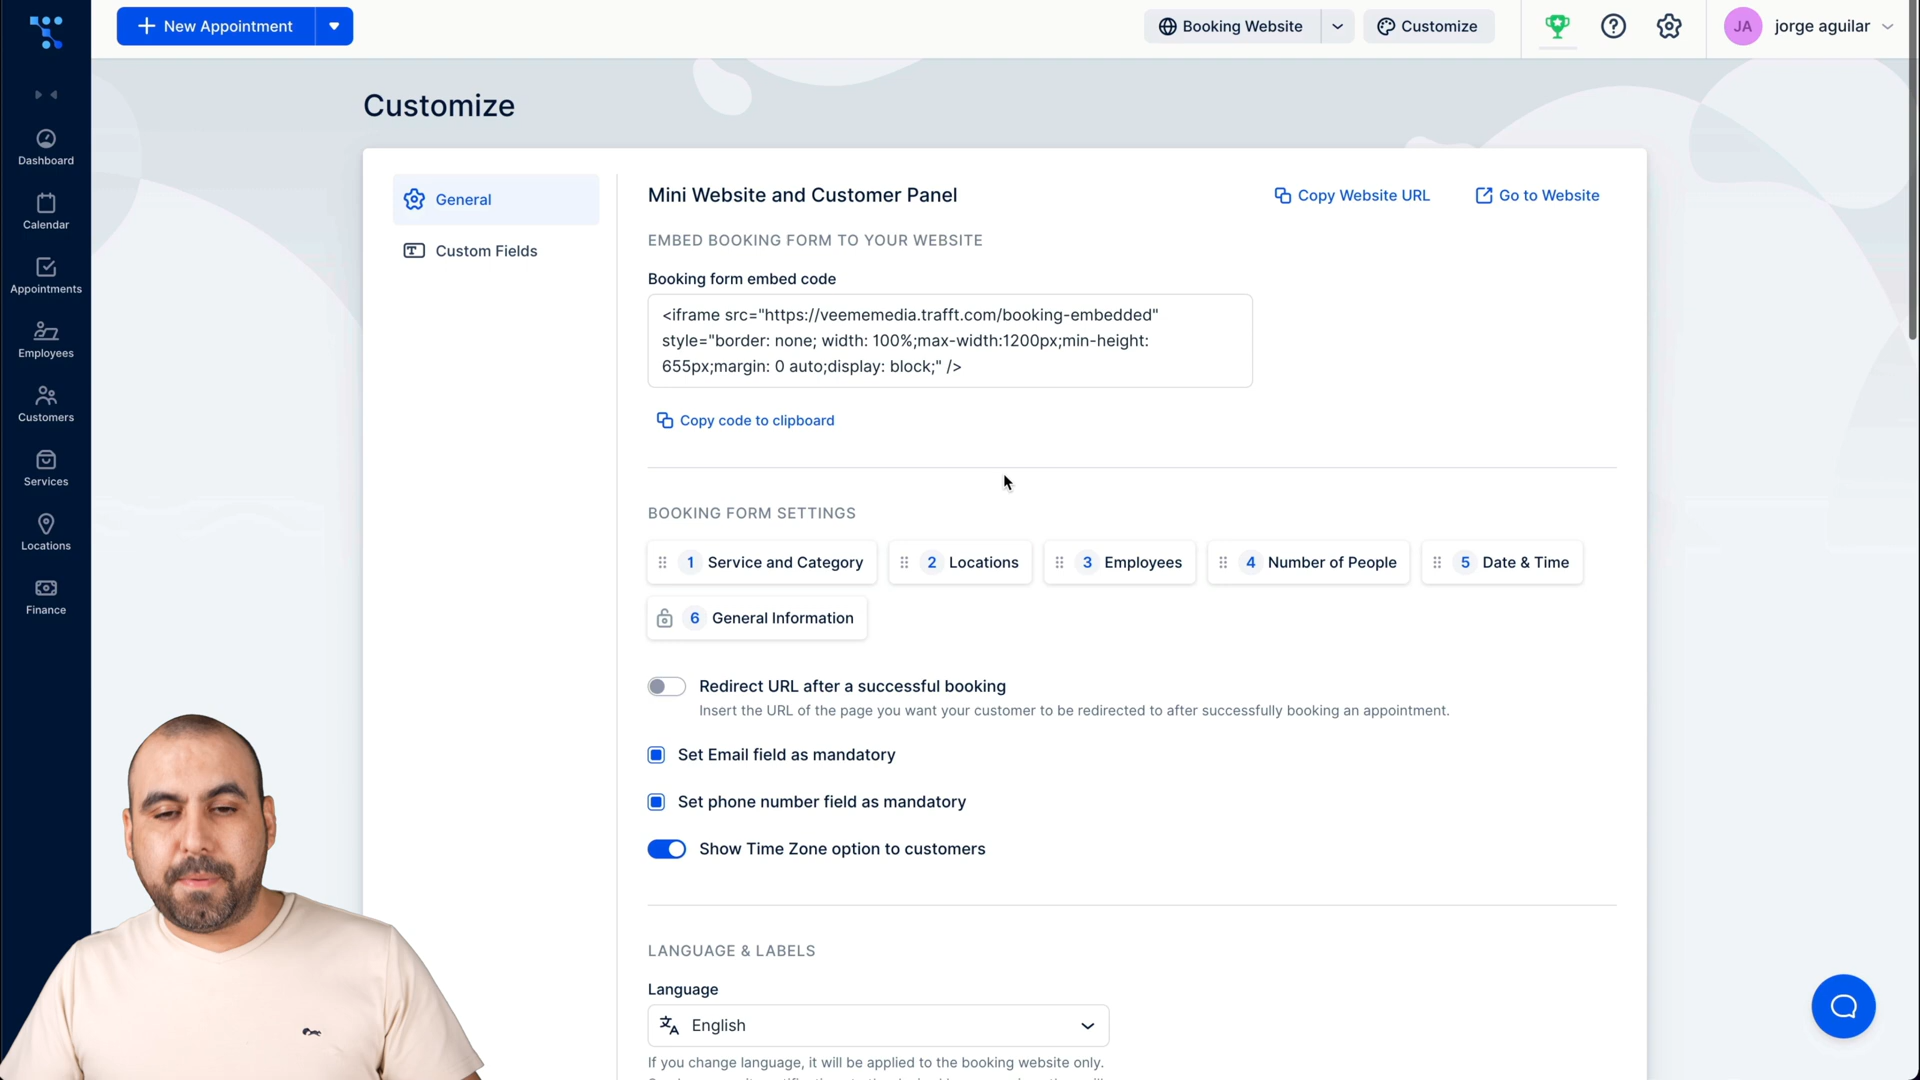 New Appointment
Booking Website
Customize
JA
jorge aguilar
Dashboard
Calendar
Appointments
Employees
Customers
Services
Locations
Finance
Customize
General
Custom Fields
Mini Website and Customer Panel
Copy Website URL
Go to Website
EMBED BOOKING FORM TO YOUR WEBSITE
Booking form embed code
<iframe src="https://veememedia.trafft.com/booking-embedded"
style="border: none; width: 100%;max-width:1200px;min-height:
655px;margin: 0 auto;display: block;" />
Copy code to clipboard
BOOKING FORM SETTINGS
1 Service and Category
2 Locations
3 Employees
4 Number of People
5 Date & Time
6 General Information
Redirect URL after a successful booking
Insert the URL of the page you want your customer to be redirected to after successfully booking an appointment.
Set Email field as mandatory
Set phone number field as mandatory
Show Time Zone option to customers
LANGUAGE & LABELS
Language
English
If you change language, it will be applied to the booking website only.